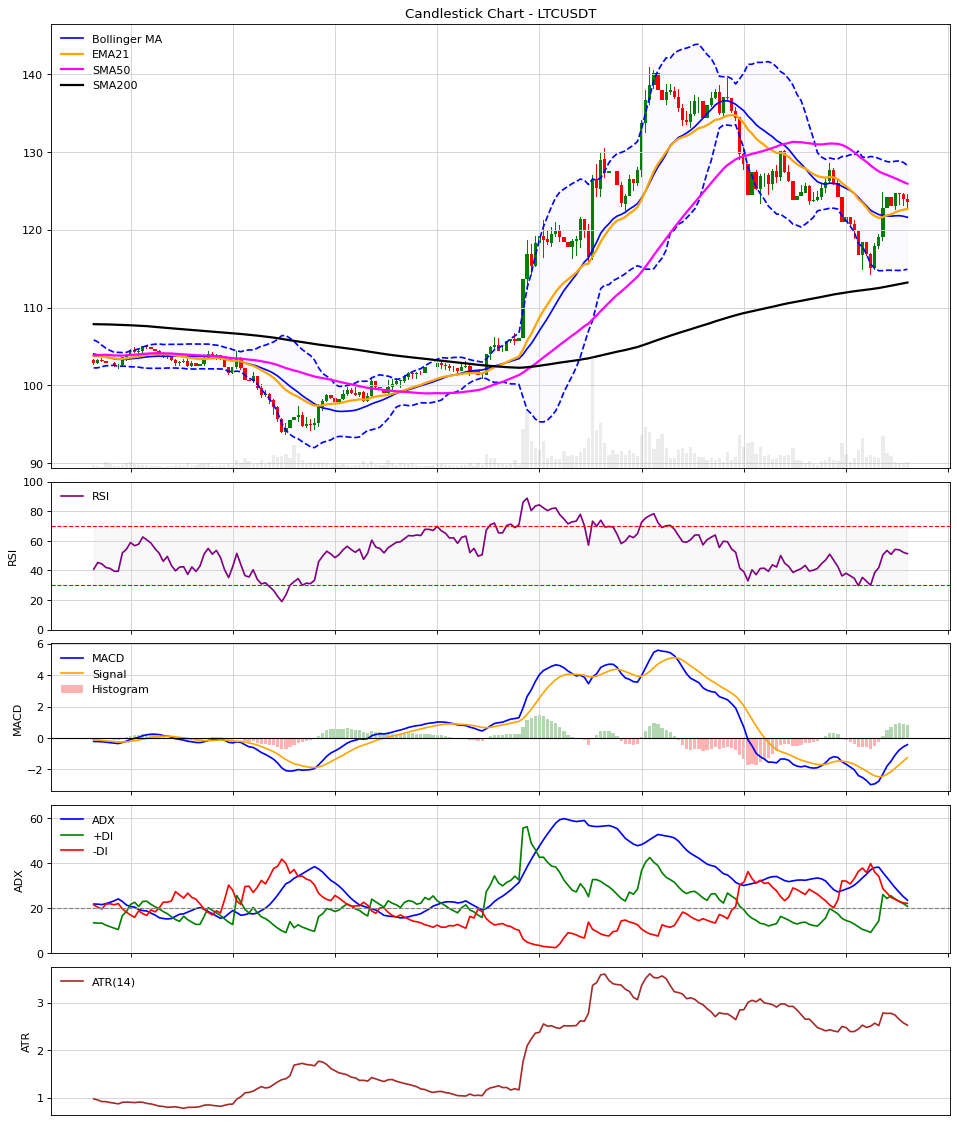 Candlestick Chart - LTCUSDT
Bollinger MA
EMA21
SMA50
SMA200
140
130
120
110
100
90
RSI
100
80
60
40
20
0
RSI
MACD
Signal
Histogram
6
4
2
0
−2
MACD
ADX
+DI
-DI
60
40
20
0
ADX
ATR(14)
3
2
1
ATR